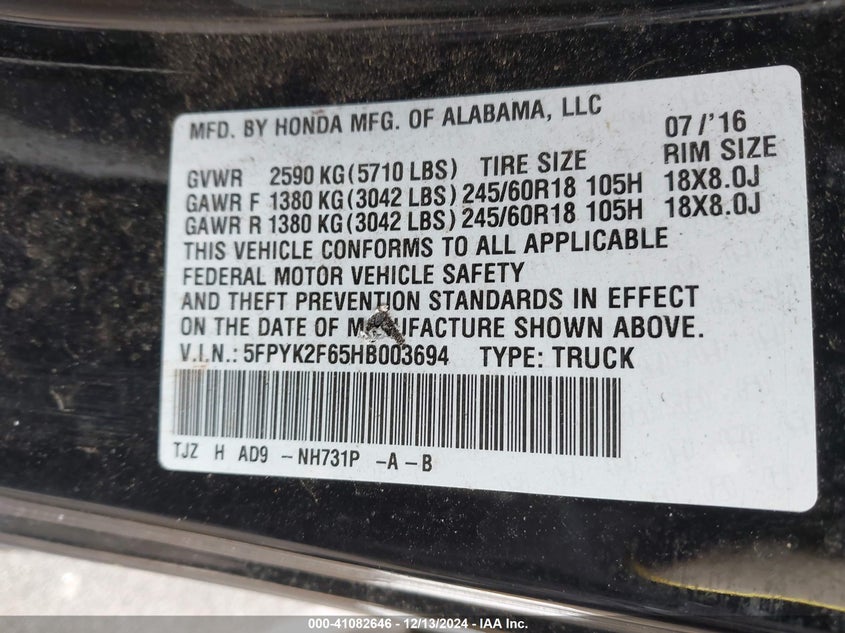 MFD. BY HONDA MFG. OF ALABAMA, LLC 07/'16
GVWR 2590 KG (5710 LBS) TIRE SIZE RIM SIZE
GAWR F 1380 KG (3042 LBS) 245/60R18 105H 18X8.0J
GAWR R 1380 KG (3042 LBS) 245/60R18 105H 18X8.0J
THIS VEHICLE CONFORMS TO ALL APPLICABLE
FEDERAL MOTOR VEHICLE SAFETY
AND THEFT PREVENTION STANDARDS IN EFFECT
ON THE DATE OF MANUFACTURE SHOWN ABOVE.
V.I.N.: 5FPYK2F65HB003694 TYPE: TRUCK
TJZ H AD9 -NH731P -A -B
000-41082646 - 12/13/2024 - IAA Inc.